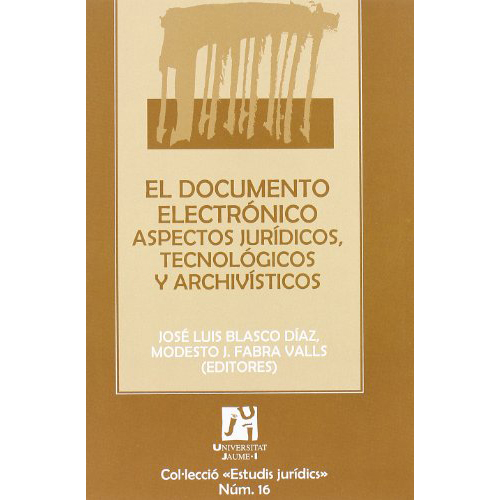 EL DOCUMENTO
ELECTRÓNICO
ASPECTOS JURÍDICOS,
TECNOLÓGICOS
Y ARCHIVÍSTICOS
JOSÉ LUIS BLASCO DÍAZ,
MODESTO J. FABRA VALLS
(EDITORES)
UNIVERSITAT
JAUME·I
Col·lecció «Estudis jurídics»
Núm. 16